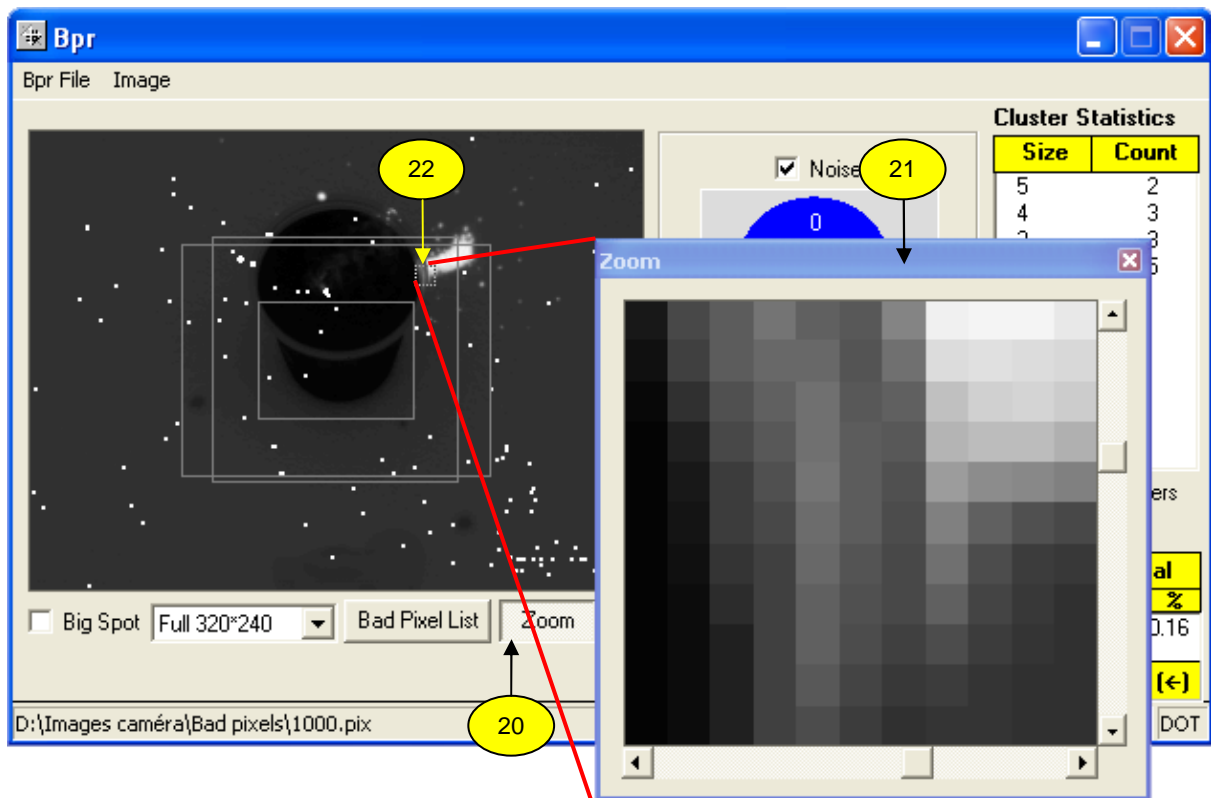 Bpr
Bpr File Image
Cluster Statistics
Size Count
22
Noise
21
5 2
4 3
0
3
5
Zoom
ers
al
%
0.16
Big Spot Full 320*240 Bad Pixel List Zoom
(←)
D:\Images caméra\Bad pixels\1000.pix
20
DOT